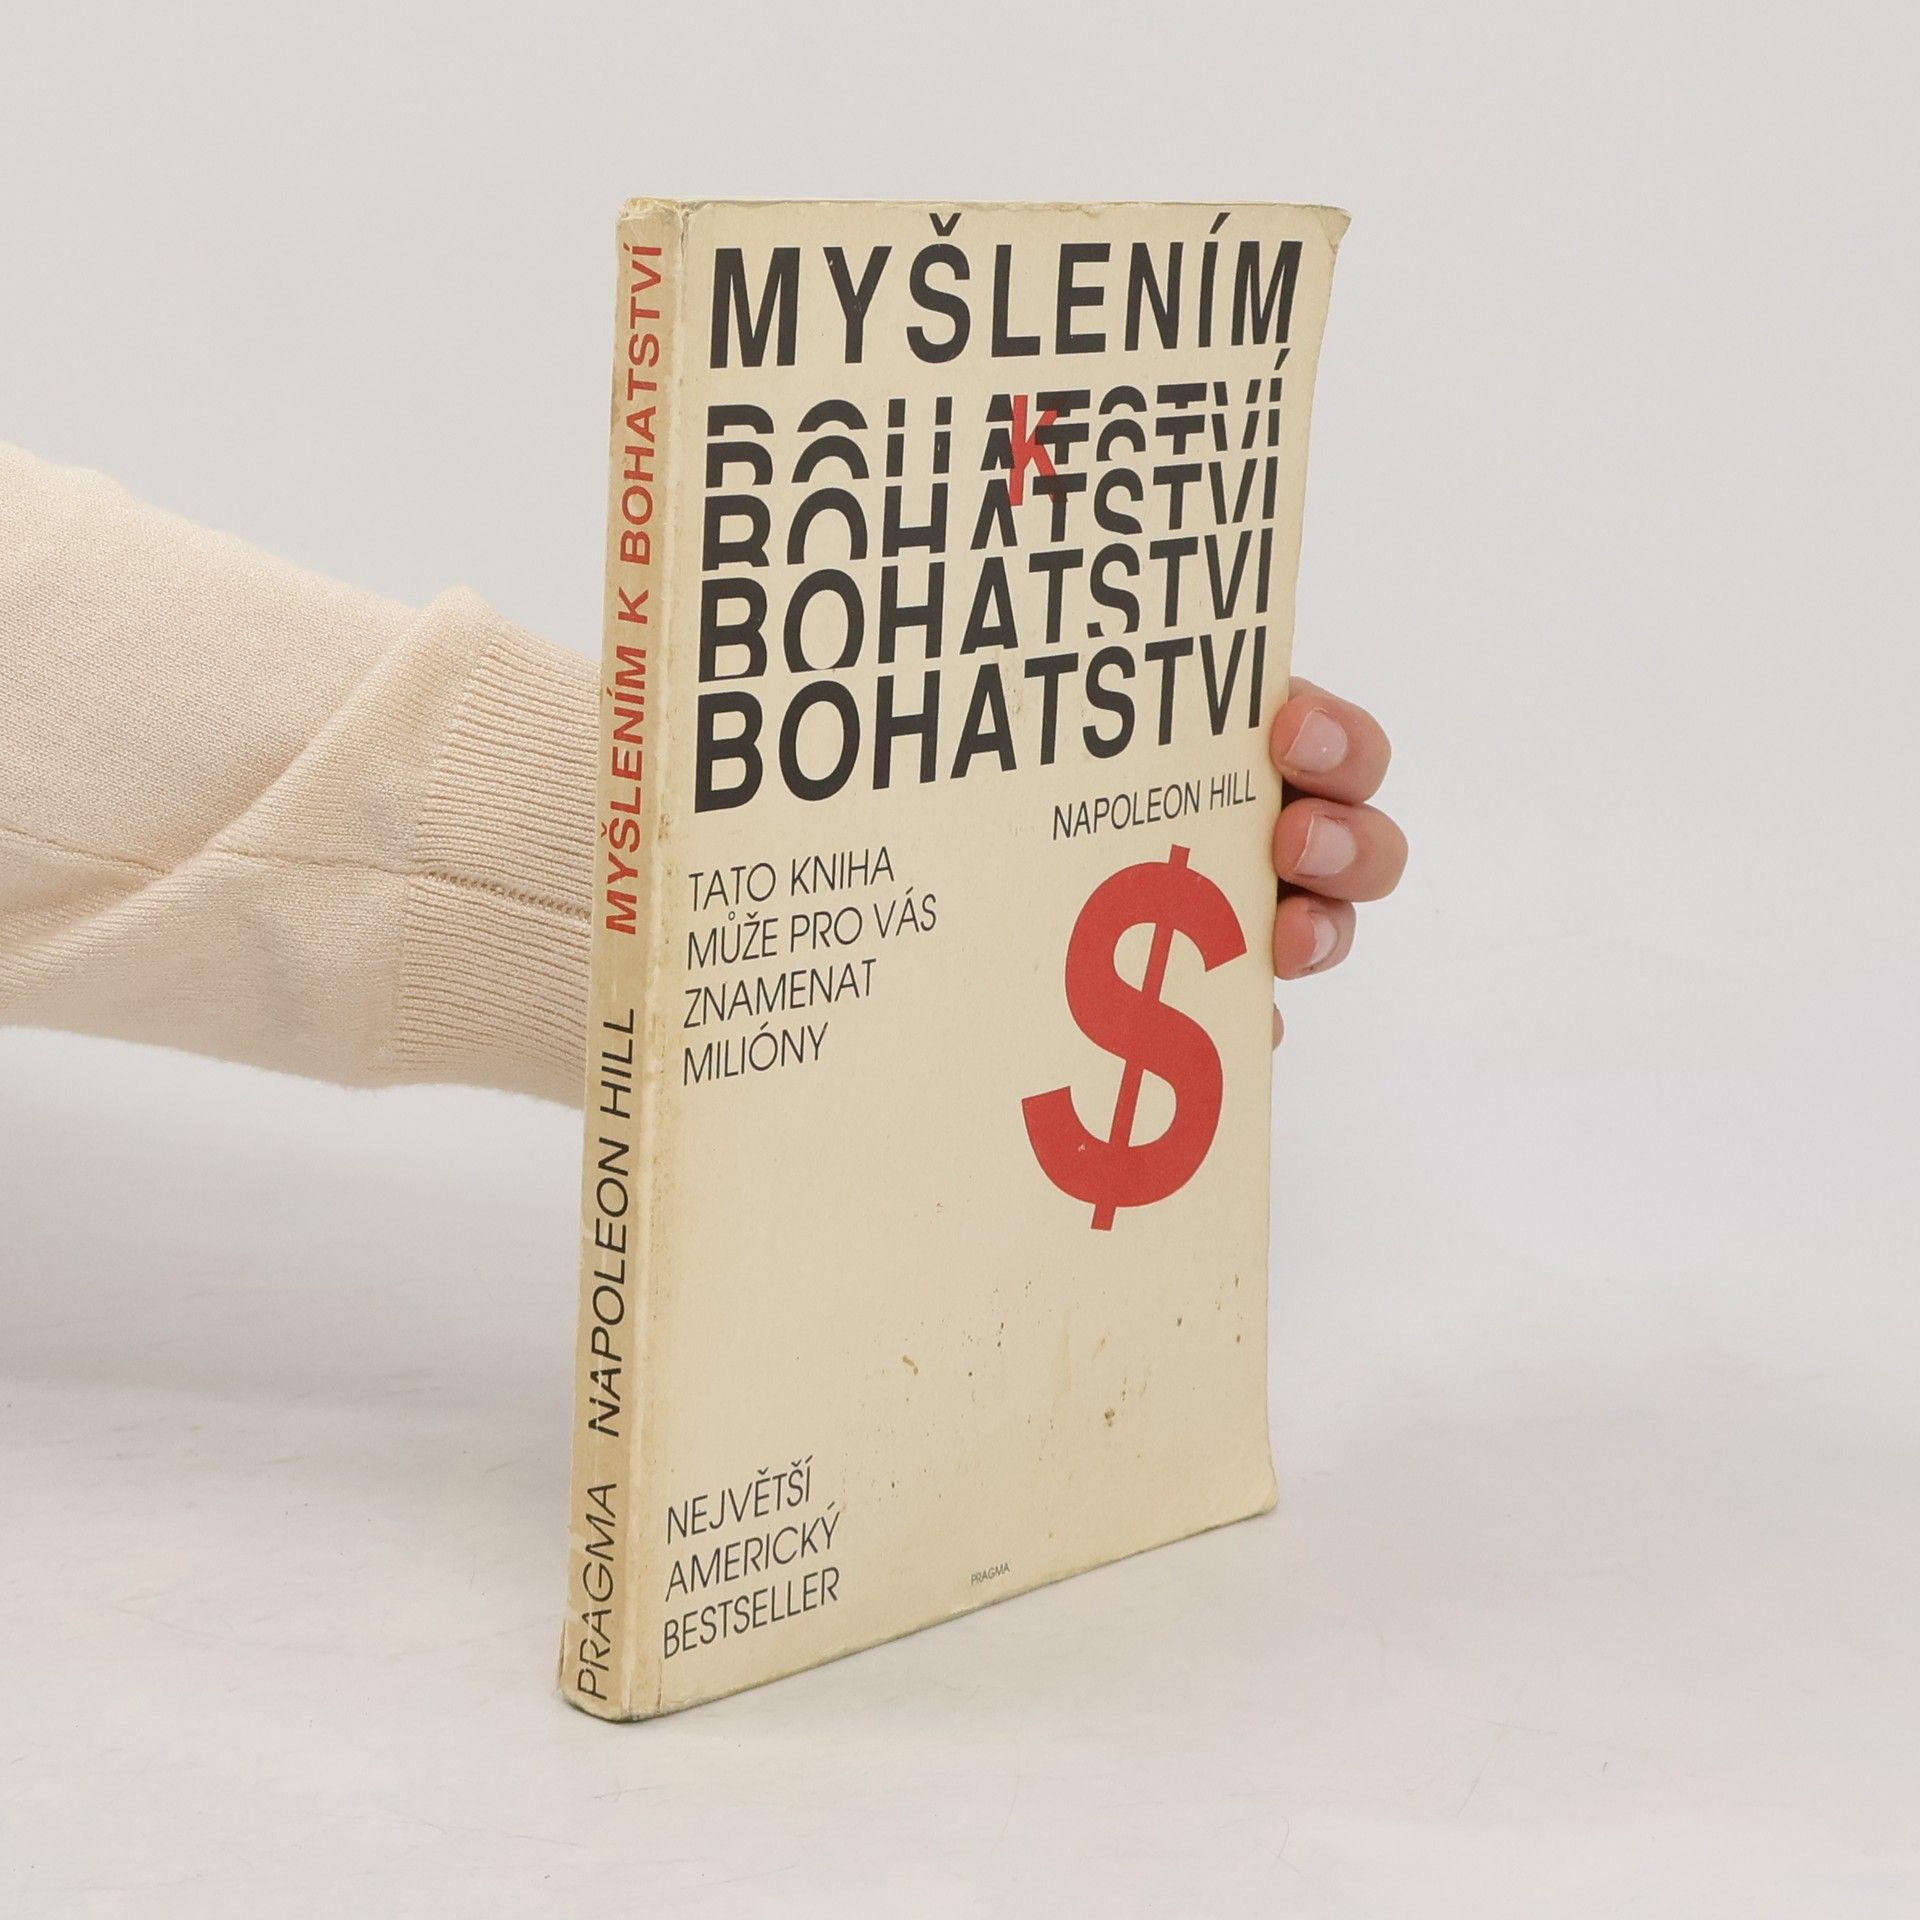 MYŠLENÍM K BOHATSTVÍ
NAPOLEON HILL
PRAGMA
MYŠLENÍM
K
BOHATSTVÍ
BOHATSTVÍ
BOHATSTVÍ
BOHATSTVÍ
BOHATSTVÍ
NAPOLEON HILL
TATO KNIHA
MŮŽE PRO VÁS
ZNAMENAT
MILIÓNY
$
NEJVĚTŠÍ
AMERICKÝ
BESTSELLER
PRAGMA